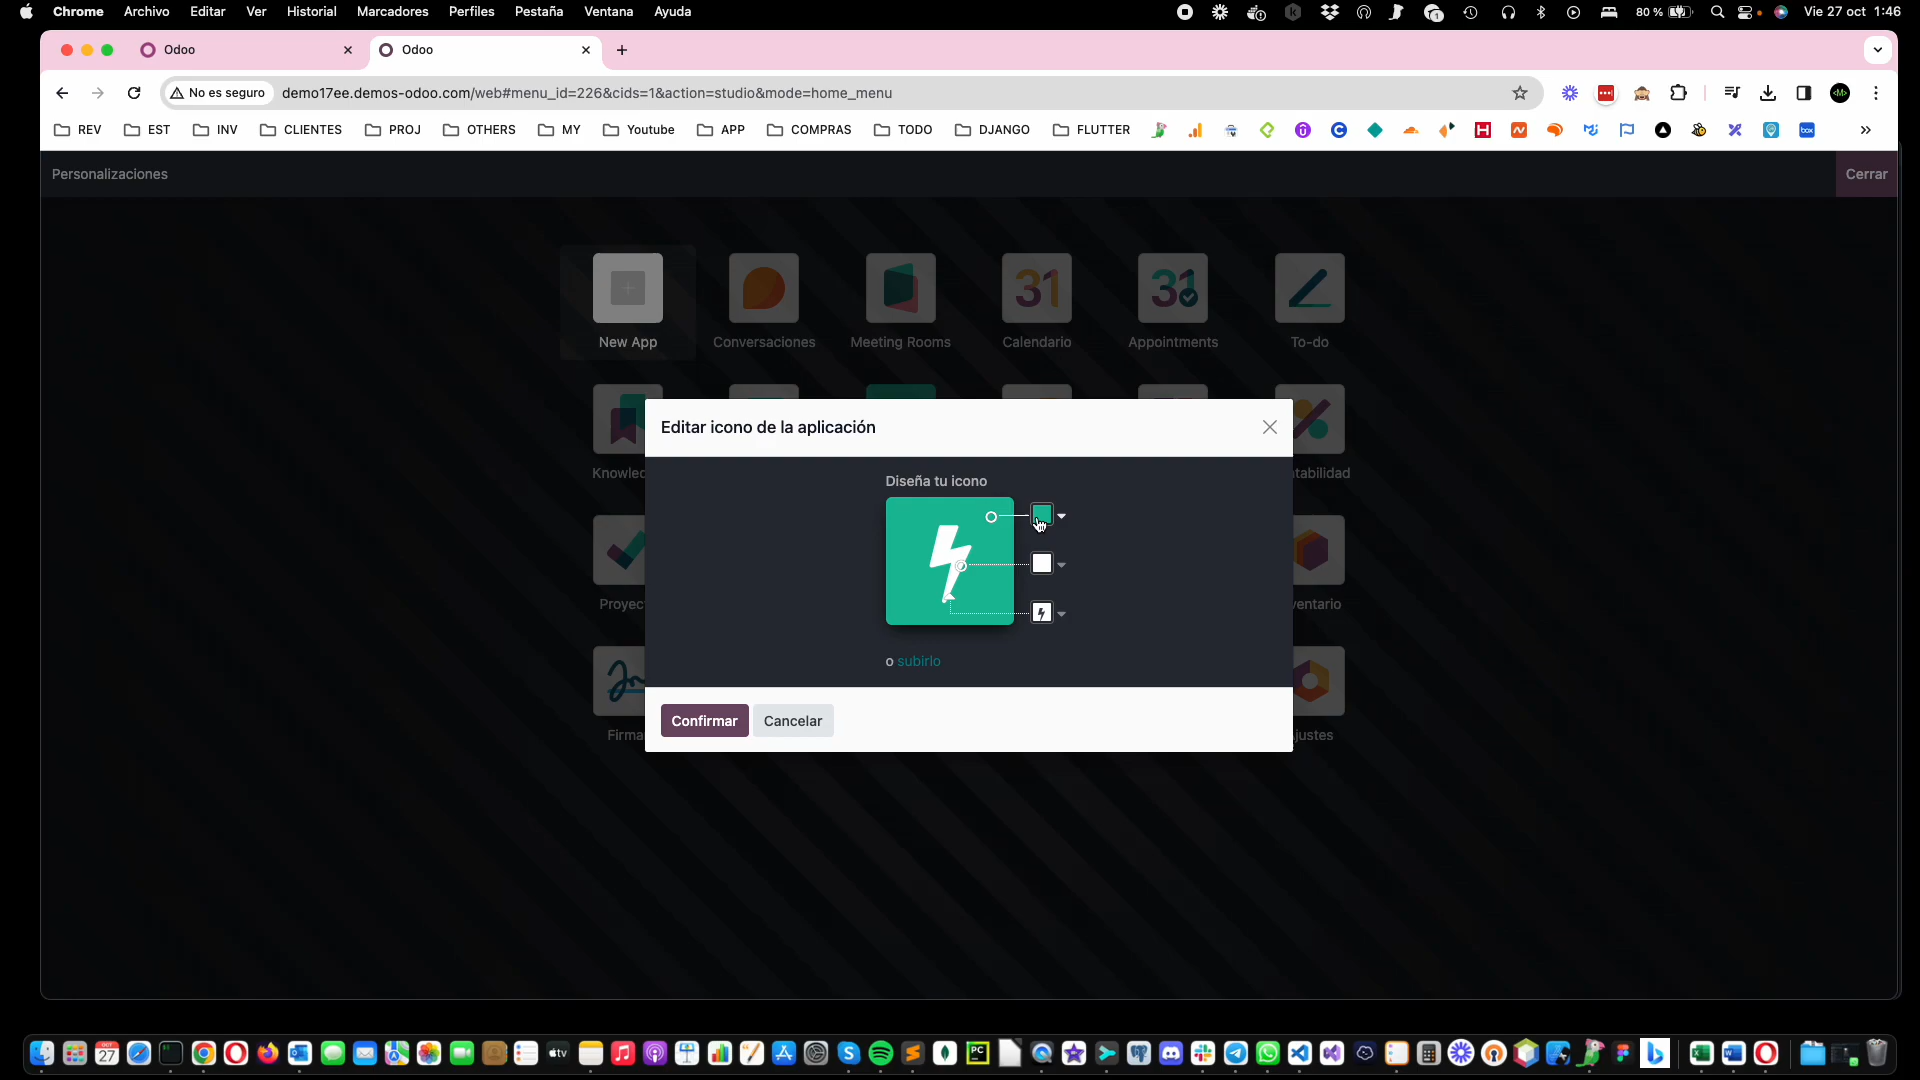 Chrome Archivo Editar Ver Historial Marcadores Perfiles Pestaña Ventana Ayuda 80 % Vie 27 oct 1:46
Odoo Odoo
No es seguro demo17ee.demos-odoo.com/web#menu_id=226&cids=1&action=studio&mode=home_menu
REV EST INV CLIENTES PROJ OTHERS MY Youtube APP COMPRAS TODO DJANGO FLUTTER
Personalizaciones Cerrar
New App Conversaciones Meeting Rooms Calendario Appointments To-do
Editar icono de la aplicación
Knowlec tabilidad
Diseña tu icono
Proyec entario
o subirlo
Confirmar Cancelar
Firma justes